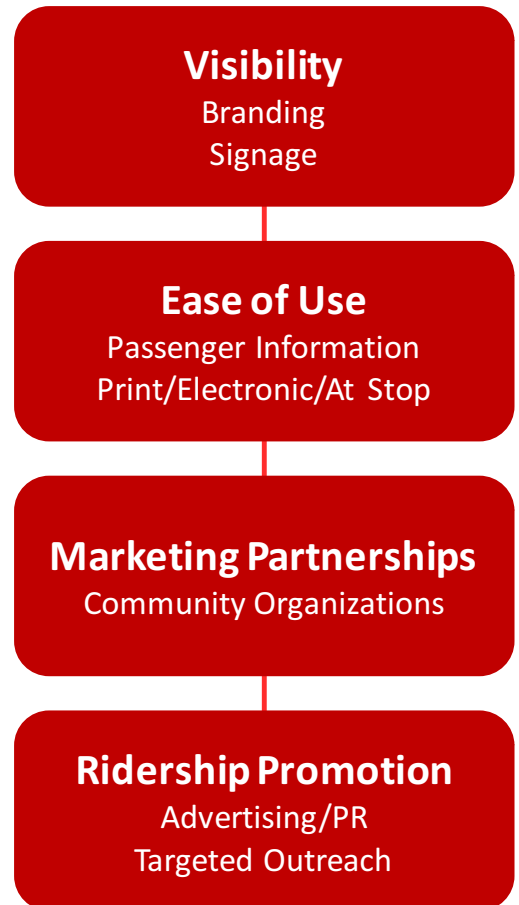 Visibility
Branding
Signage
Ease of Use
Passenger Information
Print/Electronic/At Stop
Marketing Partnerships
Community Organizations
Ridership Promotion
Advertising/PR
Targeted Outreach